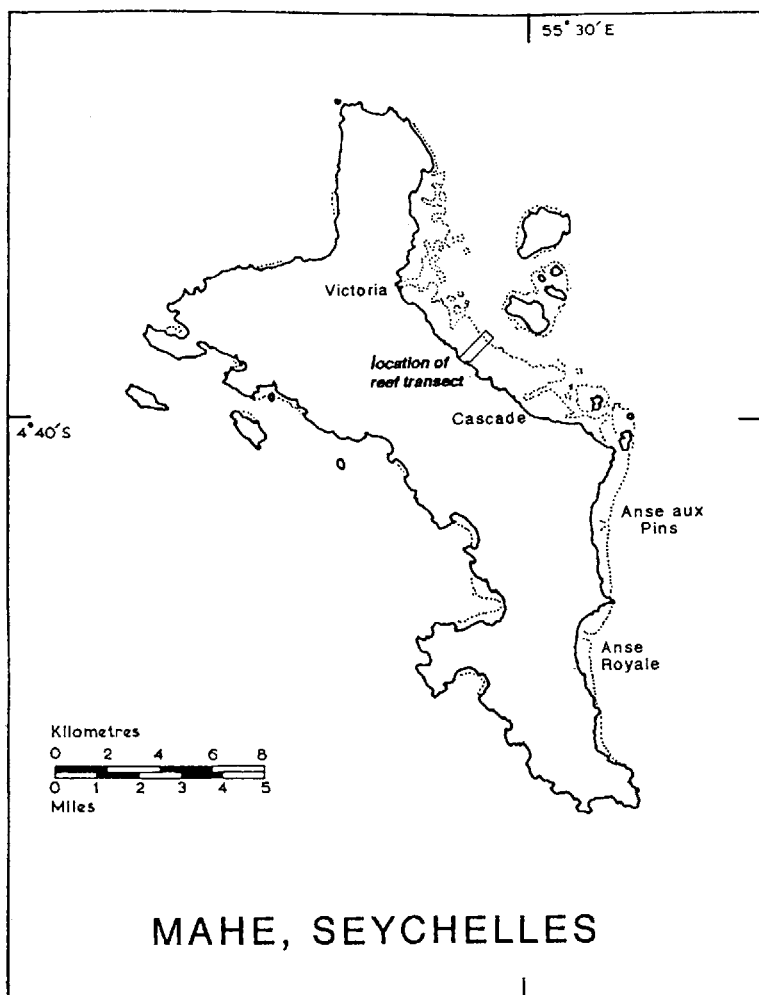 55° 30′ E
Victoria
location of
reef transect
Cascade
4° 40′S
Anse aux
Pins
Anse
Royale
Kilometres
0 2 4 6 8
0 1 2 3 4 5
Miles
MAHE, SEYCHELLES